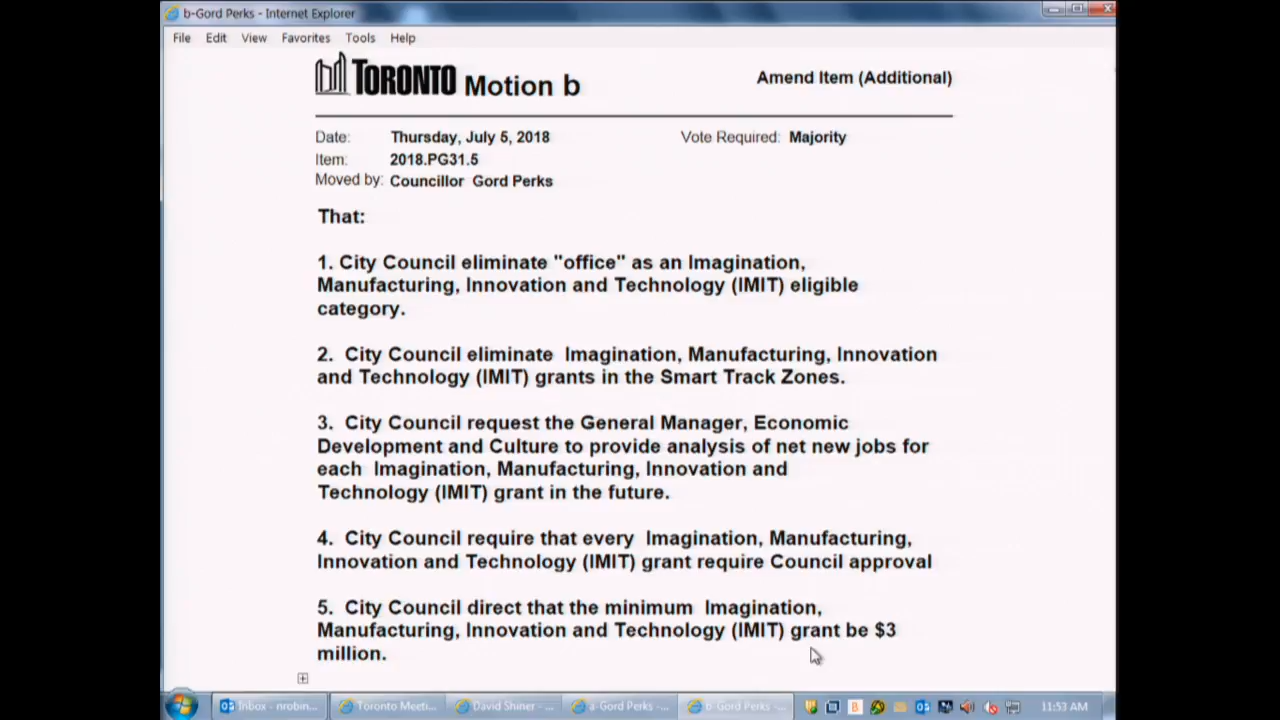 b-Gord Perks - Internet Explorer
File Edit View Favorites Tools Help
TORONTO Motion b
Amend Item (Additional)
Date: Thursday, July 5, 2018
Vote Required: Majority
Item: 2018.PG31.5
Moved by: Councillor Gord Perks
That:
1. City Council eliminate "office" as an Imagination,
Manufacturing, Innovation and Technology (IMIT) eligible
category.
2. City Council eliminate Imagination, Manufacturing, Innovation
and Technology (IMIT) grants in the Smart Track Zones.
3. City Council request the General Manager, Economic
Development and Culture to provide analysis of net new jobs for
each Imagination, Manufacturing, Innovation and
Technology (IMIT) grant in the future.
4. City Council require that every Imagination, Manufacturing,
Innovation and Technology (IMIT) grant require Council approval
5. City Council direct that the minimum Imagination,
Manufacturing, Innovation and Technology (IMIT) grant be $3
million.
Inbox - nrobin... Toronto Meeti... David Shiner - ... a-Gord Perks -... b-Gord Perks -... 11:53 AM